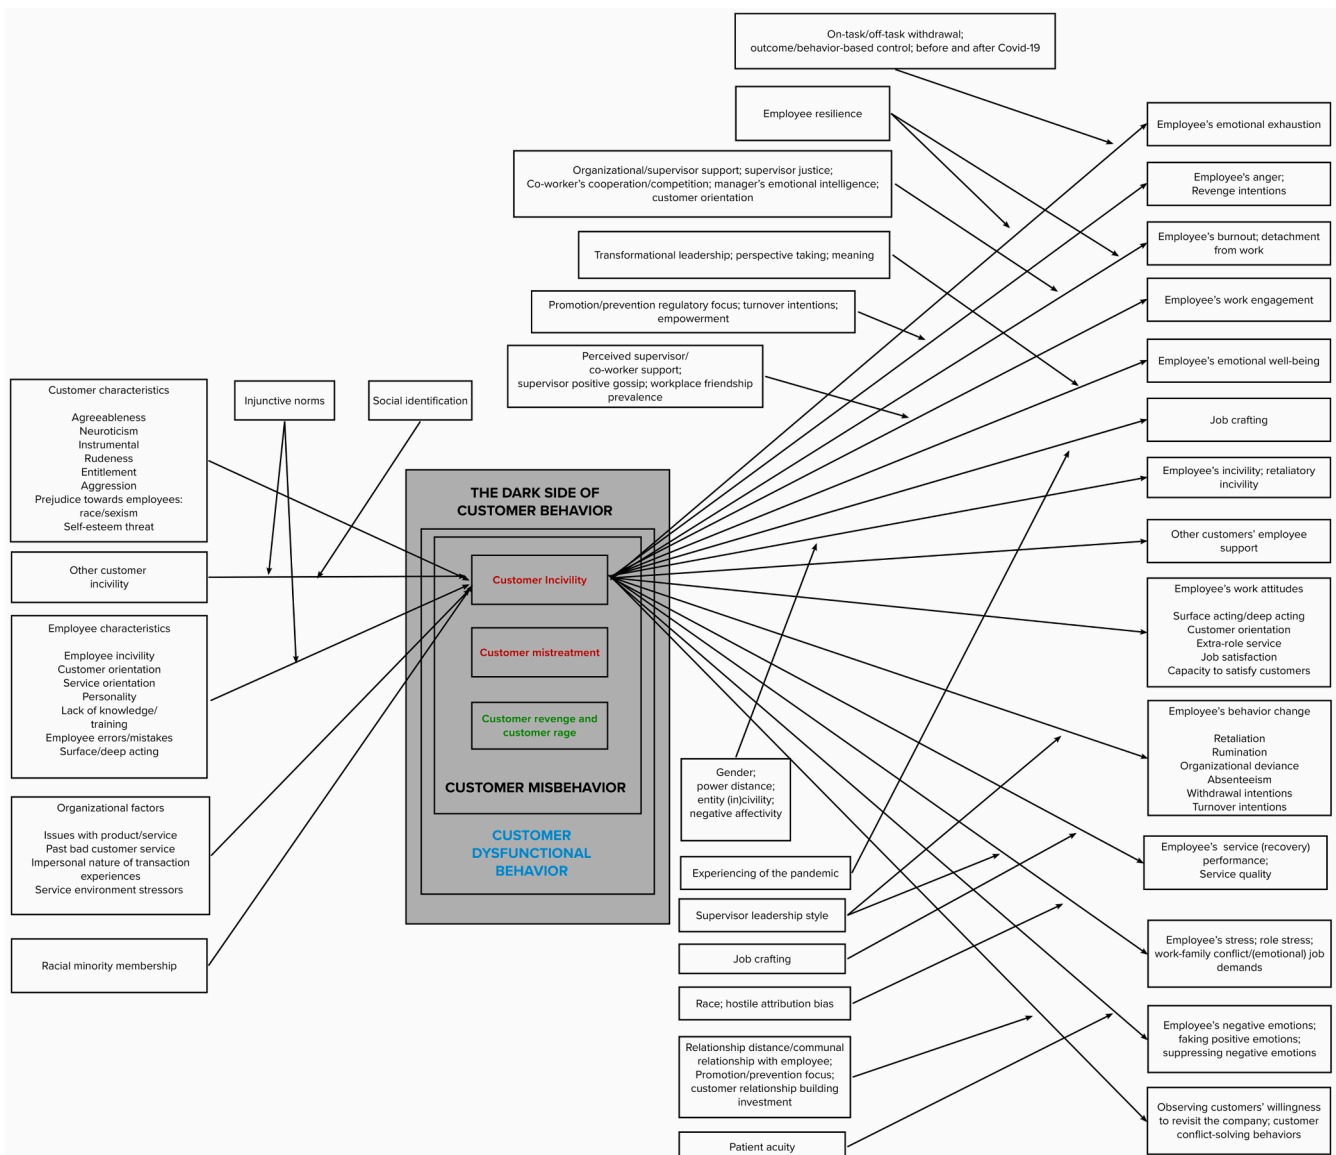 On-task/off-task withdrawal;
outcome/behavior-based control; before and after Covid-19
Employee resilience
Organizational/supervisor support; supervisor justice;
Co-worker's cooperation/competition; manager's emotional intelligence;
customer orientation
Transformational leadership; perspective taking; meaning
Promotion/prevention regulatory focus; turnover intentions;
empowerment
Perceived supervisor/
co-worker support;
supervisor positive gossip; workplace friendship
prevalence
Customer characteristics
Agreeableness
Neuroticism
Instrumental
Rudeness
Entitlement
Aggression
Prejudice towards employees:
race/sexism
Self-esteem threat
Injunctive norms
Social identification
Other customer
incivility
Employee characteristics
Employee incivility
Customer orientation
Service orientation
Personality
Lack of knowledge/
training
Employee errors/mistakes
Surface/deep acting
Organizational factors
Issues with product/service
Past bad customer service
Impersonal nature of transaction
experiences
Service environment stressors
Racial minority membership
THE DARK SIDE OF
CUSTOMER BEHAVIOR
Customer Incivility
Customer mistreatment
Customer revenge and
customer rage
CUSTOMER MISBEHAVIOR
CUSTOMER
DYSFUNCTIONAL
BEHAVIOR
Gender;
power distance;
entity (in)civility;
negative affectivity
Experiencing of the pandemic
Supervisor leadership style
Job crafting
Race; hostile attribution bias
Relationship distance/communal
relationship with employee;
Promotion/prevention focus;
customer relationship building
investment
Patient acuity
Employee's emotional exhaustion
Employee's anger;
Revenge intentions
Employee's burnout; detachment
from work
Employee's work engagement
Employee's emotional well-being
Job crafting
Employee's incivility; retaliatory
incivility
Other customers' employee
support
Employee's work attitudes
Surface acting/deep acting
Customer orientation
Extra-role service
Job satisfaction
Capacity to satisfy customers
Employee's behavior change
Retaliation
Rumination
Organizational deviance
Absenteeism
Withdrawal intentions
Turnover intentions
Employee's service (recovery)
performance;
Service quality
Employee's stress; role stress;
work-family conflict/(emotional) job
demands
Employee's negative emotions;
faking positive emotions;
suppressing negative emotions
Observing customers' willingness
to revisit the company; customer
conflict-solving behaviors